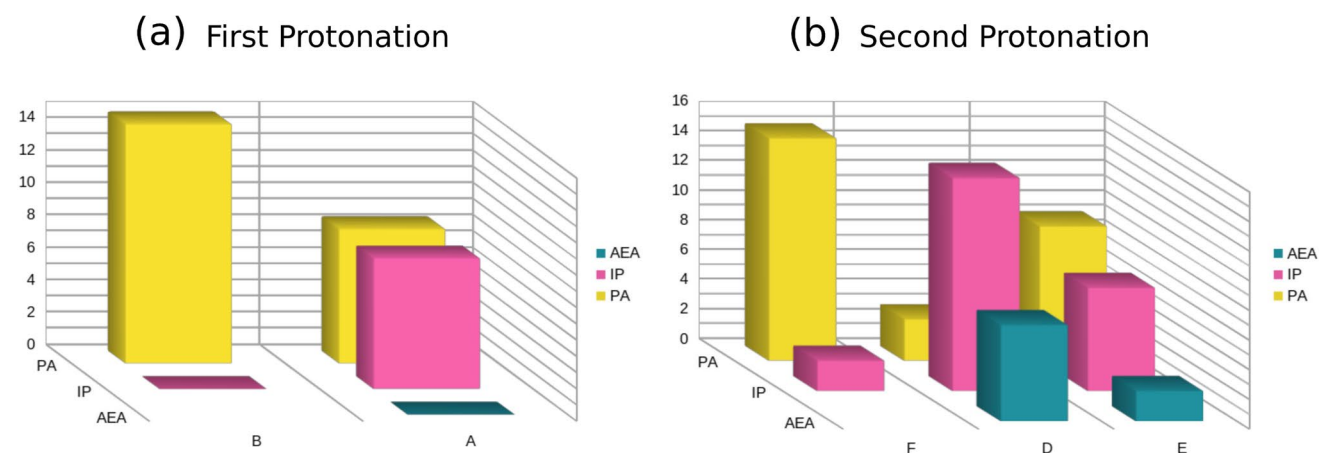 (a) First Protonation
14
12
10
8
6
4
2
0
PA
IP
AEA
B
A
AEA
IP
PA
(b) Second Protonation
16
14
12
10
8
6
4
2
0
PA
IP
AEA
F
D
E
AEA
IP
PA